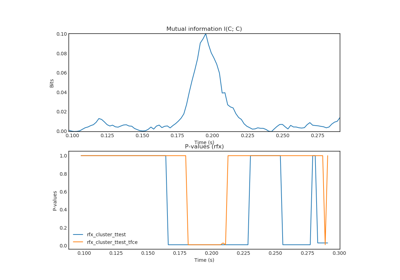 Mutual information I(C; C)
0.10
0.08
0.06
0.04
0.02
0.00
Bits
0.100 0.125 0.150 0.175 0.200 0.225 0.250 0.275
Time (s)
P-values (rfx)
1.0
0.8
0.6
0.4
0.2
0.0
P-values
rfx_cluster_ttest
rfx_cluster_ttest_tfce
0.100 0.125 0.150 0.175 0.200 0.225 0.250 0.275 0.300
Time (s)